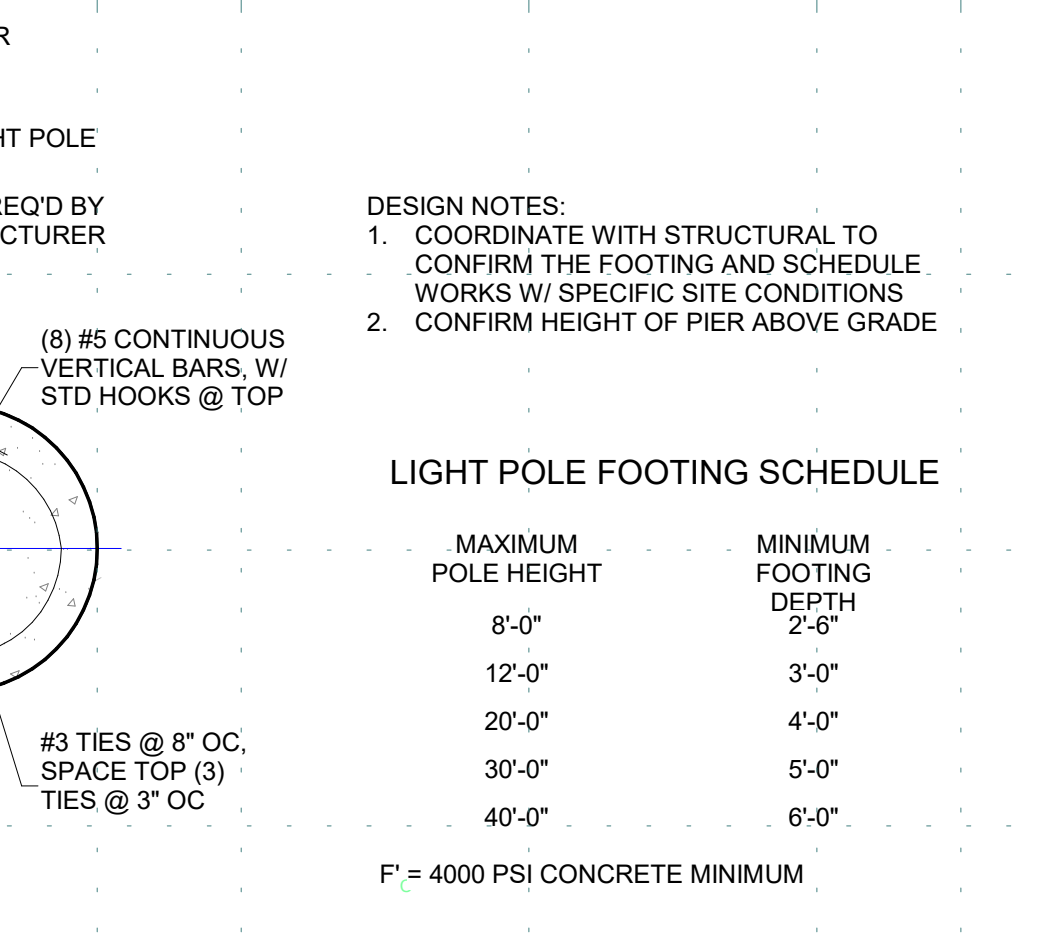 R
HT POLE
REQ'D BY
CTURER
(8) #5 CONTINUOUS
VERTICAL BARS, W/
STD HOOKS @ TOP
#3 TIES @ 8" OC,
SPACE TOP (3)
TIES @ 3" OC
DESIGN NOTES:
1. COORDINATE WITH STRUCTURAL TO
CONFIRM THE FOOTING AND SCHEDULE
WORKS W/ SPECIFIC SITE CONDITIONS
2. CONFIRM HEIGHT OF PIER ABOVE GRADE
LIGHT POLE FOOTING SCHEDULE
MAXIMUM
POLE HEIGHT
MINIMUM
FOOTING
DEPTH
8'-0" 2'-6"
12'-0" 3'-0"
20'-0" 4'-0"
30'-0" 5'-0"
40'-0" 6'-0"
F'c = 4000 PSI CONCRETE MINIMUM